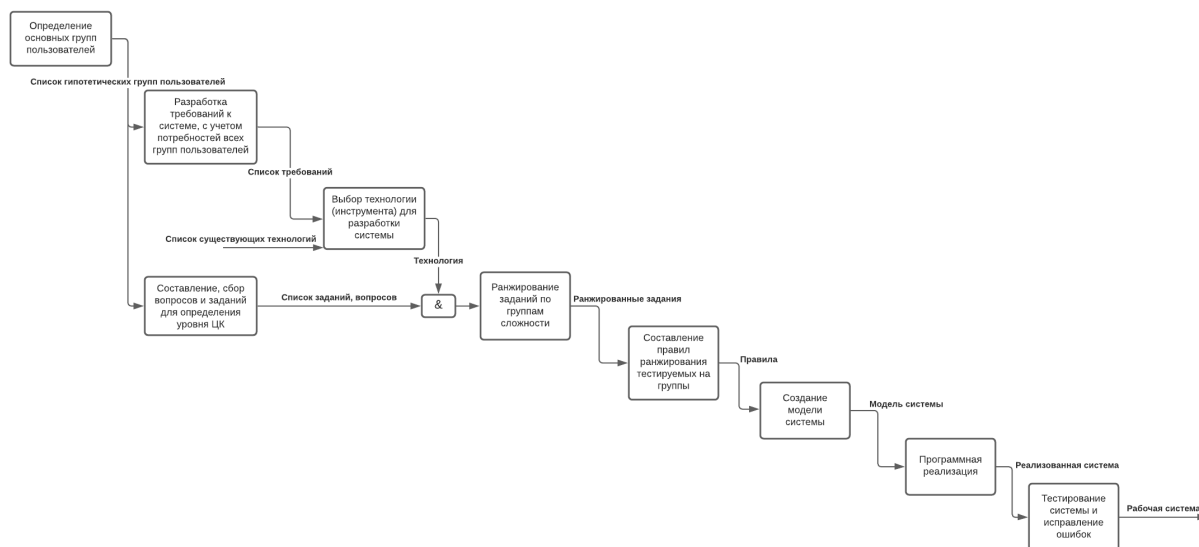 Определение
основных групп
пользователей
Список гипотетических групп пользователей
Разработка
требований к
системе, с учетом
потребностей всех
групп пользователей
Список требований
Выбор технологии
(инструмента) для
разработки
системы
Список существующих технологий
Технология
Составление, сбор
вопросов и заданий
для определения
уровня ЦК
Список заданий, вопросов
&
Ранжирование
заданий по
группам
сложности
Ранжированные задания
Составление
правил
ранжирования
тестируемых на
группы
Правила
Создание
модели
системы
Модель системы
Программная
реализация
Реализованная система
Тестирование
системы и
исправление
ошибок
Рабочая система